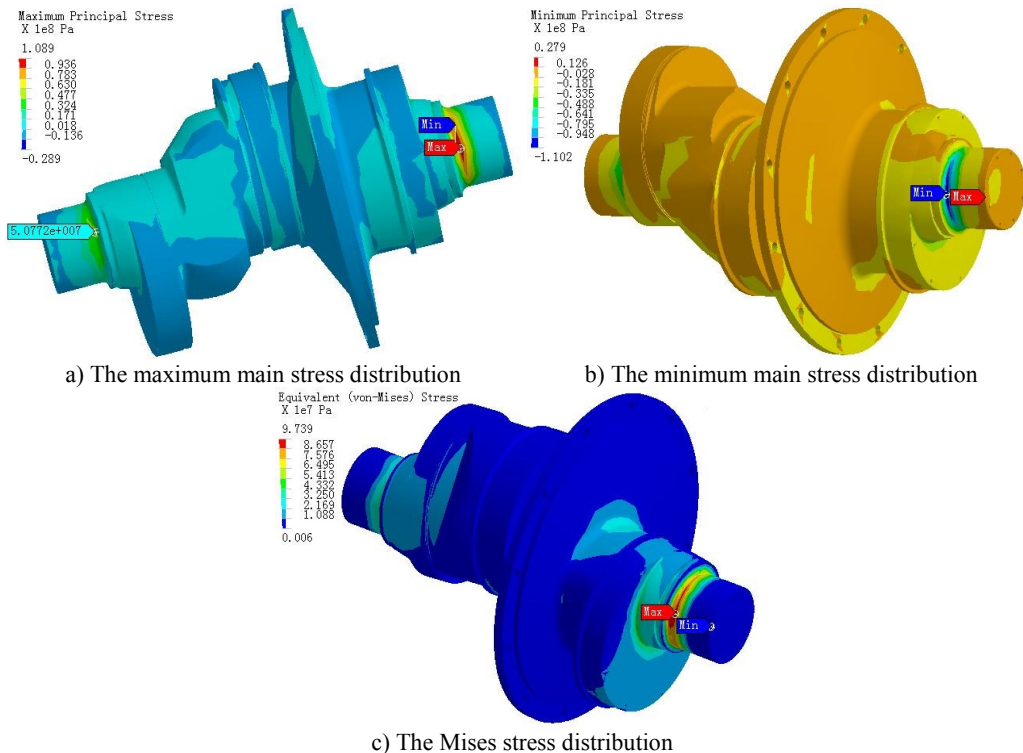 Maximum Principal Stress
X 1e8 Pa
1.089
0.936
0.783
0.630
0.477
0.324
0.171
0.018
-0.136
-0.289
Min
Max
5.0772e+007
a) The maximum main stress distribution
Minimum Principal Stress
X 1e8 Pa
0.279
0.126
-0.028
-0.181
-0.335
-0.488
-0.641
-0.795
-0.948
-1.102
Min
Max
b) The minimum main stress distribution
Equivalent (von-Mises) Stress
X 1e7 Pa
9.739
8.657
7.576
6.495
5.413
4.332
3.250
2.169
1.088
0.006
Max
Min
c) The Mises stress distribution